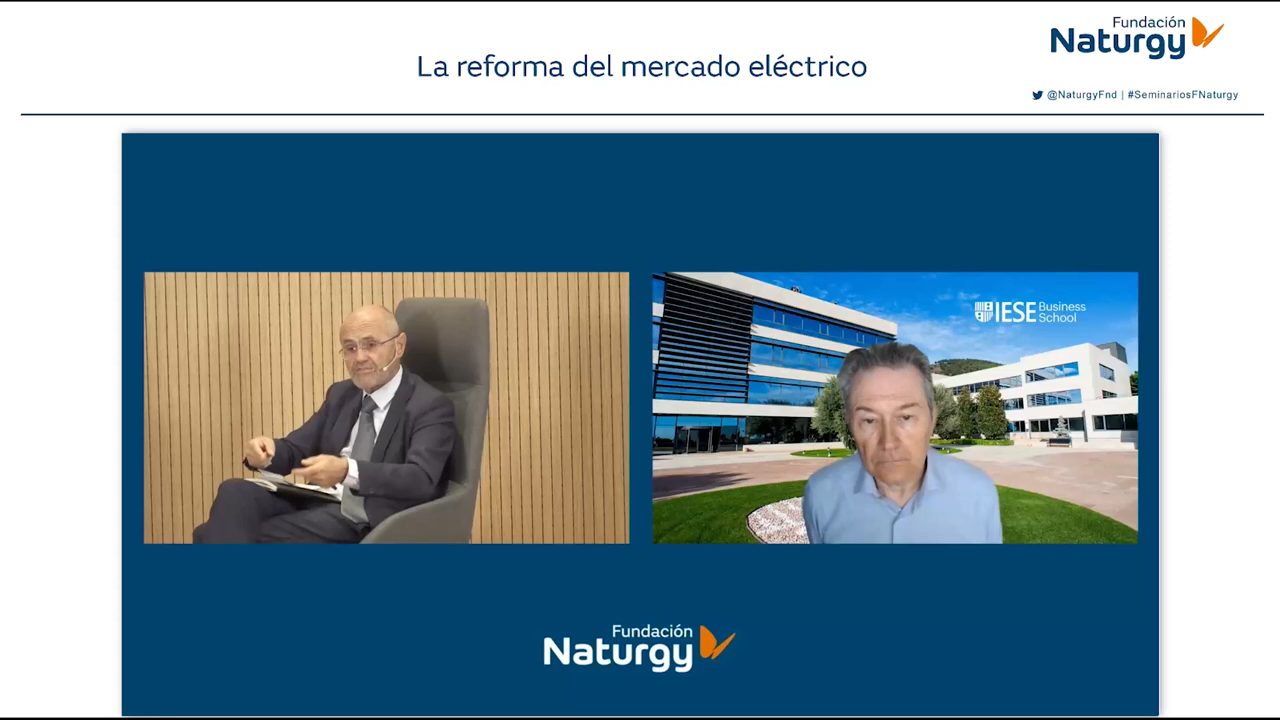 La reforma del mercado eléctrico
Fundación
Naturgy
@NaturgyFnd | #SeminariosFNaturgy
IESE Business
School
Fundación
Naturgy